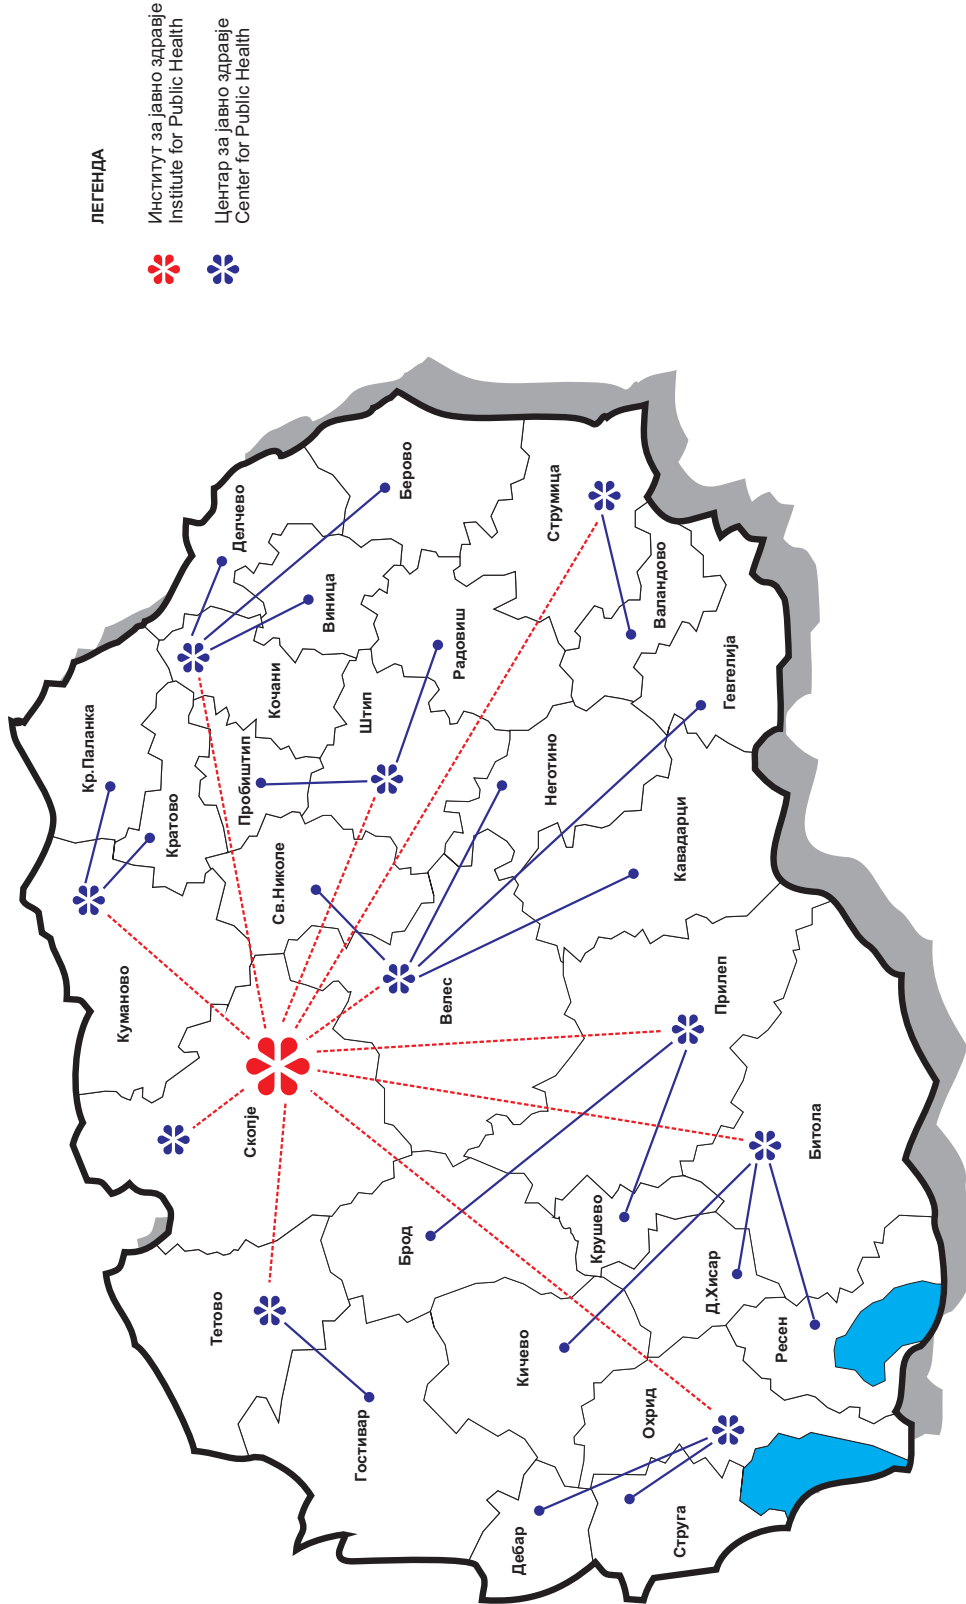 ЛЕГЕНДА
Институт за јавно здравје
Institute for Public Health
Центар за јавно здравје
Center for Public Health
Кр.Паланка
Куманово
Кратово
Делчево
Берово
Виница
Кочани
Пробиштип
Штип
Радовиш
Св.Николе
Струмица
Валандово
Гевгелија
Неготино
Кавадарци
Велес
Скопје
Прилеп
Битола
Тетово
Брод
Крушево
Гостивар
Кичево
Д.Хисар
Ресен
Охрид
Дебар
Струга